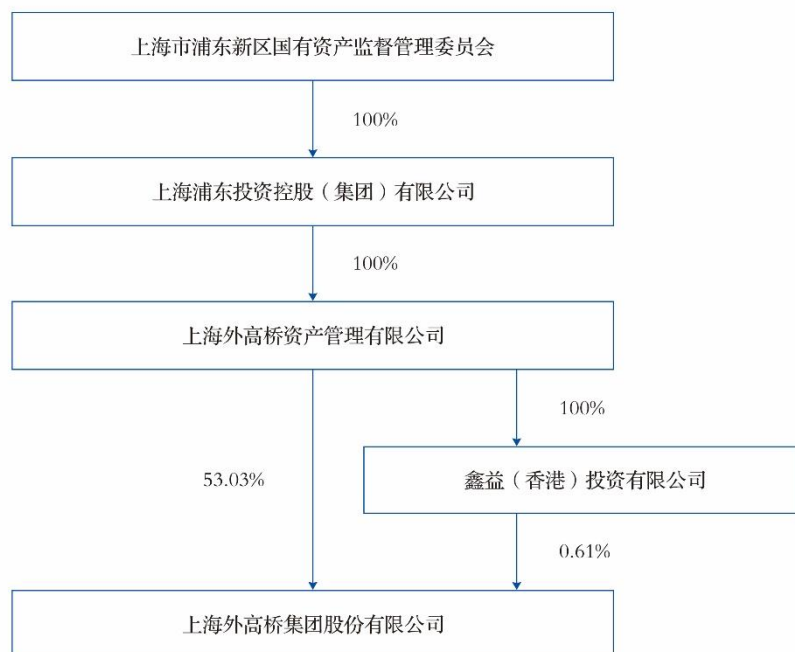 上海市浦东新区国有资产监督管理委员会
100%
上海浦东投资控股（集团）有限公司
100%
上海外高桥资产管理有限公司
100%
53.03%
鑫益（香港）投资有限公司
0.61%
上海外高桥集团股份有限公司